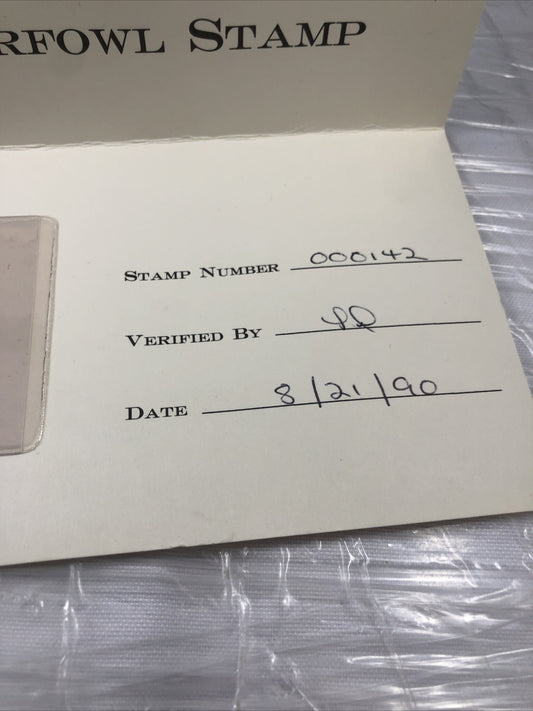 RFOWL STAMP
STAMP NUMBER 000142
VERIFIED BY
DATE 8/21/90